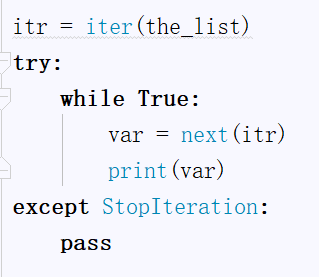 itr = iter(the_list)
try:
    while True:
        var = next(itr)
        print(var)
except StopIteration:
    pass